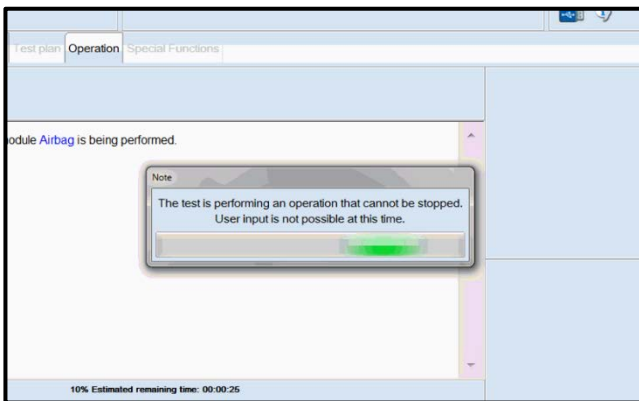 Test plan Operation Special Functions
odule Airbag is being performed.
Note
The test is performing an operation that cannot be stopped.
User input is not possible at this time.
10% Estimated remaining time: 00:00:25